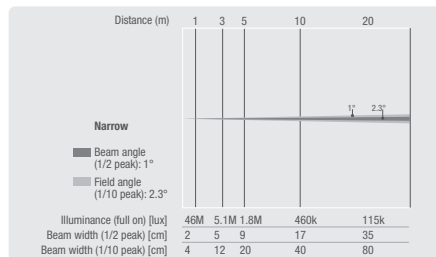 Distance (m) 1 3 5 10 20
1° 2.3°
Narrow
Beam angle
(1/2 peak): 1°
Field angle
(1/10 peak): 2.3°
Illuminance (full on) [lux] 46M 5.1M 1.8M 460k 115k
Beam width (1/2 peak) [cm] 2 5 9 17 35
Beam width (1/10 peak) [cm] 4 12 20 40 80